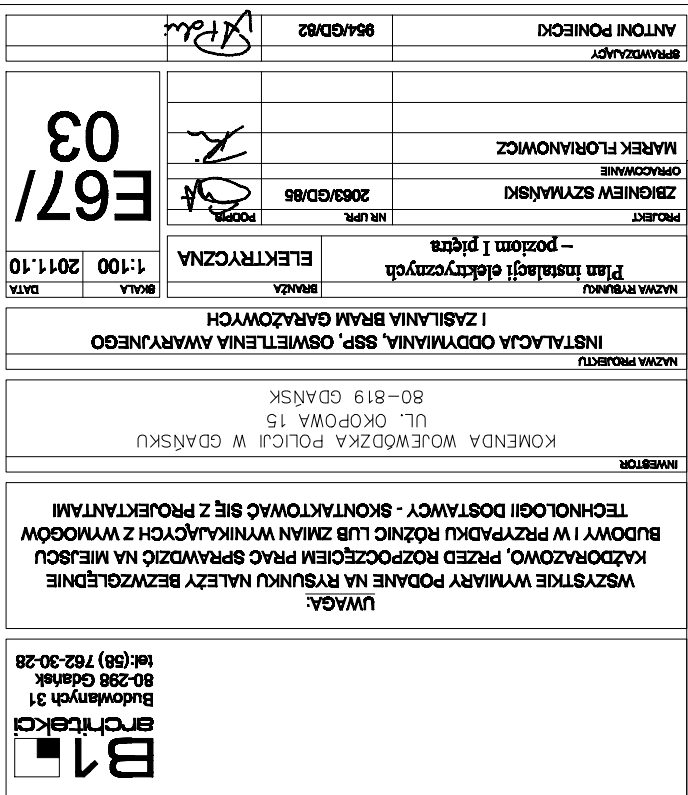 B1
architekci
Budowlanych 31
80-298 Gdańsk
tel:(58) 762-30-28
UWAGA:
WSZYSTKIE WYMIARY PODANE NA RYSUNKU NALEŻY BEZWZGLĘDNIE
KAŻDORAZOWO, PRZED ROZPOCZĘCIEM PRAC SPRAWDZIĆ NA MIEJSCU
BUDOWY I W PRZYPADKU RÓŻNIC LUB ZMIAN WYNIKAJĄCYCH Z WYMOGÓW
TECHNOLOGII DOSTAWCY - SKONTAKTOWAĆ SIĘ Z PROJEKTANTAMI
INWESTOR
KOMENDA WOJEWÓDZKA POLICJI W GDAŃSKU
UL. OKOPOWA 15
80-819 GDAŃSK
NAZWA PROJEKTU
INSTALACJA ODDYMIANIA, SSP, OSWIETLENIA AWARYJNEGO
I ZASILANIA BRAM GARAŻOWYCH
NAZWA RYSUNKU BRANŻA SKALA DATA
Plan instalacji elektrycznych
– poziom I piętra
ELEKTRYCZNA 1:100 2011.10
PROJEKT NR UPR. PODPIS
ZBIGNIEW SZYMAŃSKI 2063/GD/85
OPRACOWANIE
MAREK FLORIANOWICZ
E67/
03
SPRAWDZAJĄCY
ANTONI PONIECKI 954/GD/82